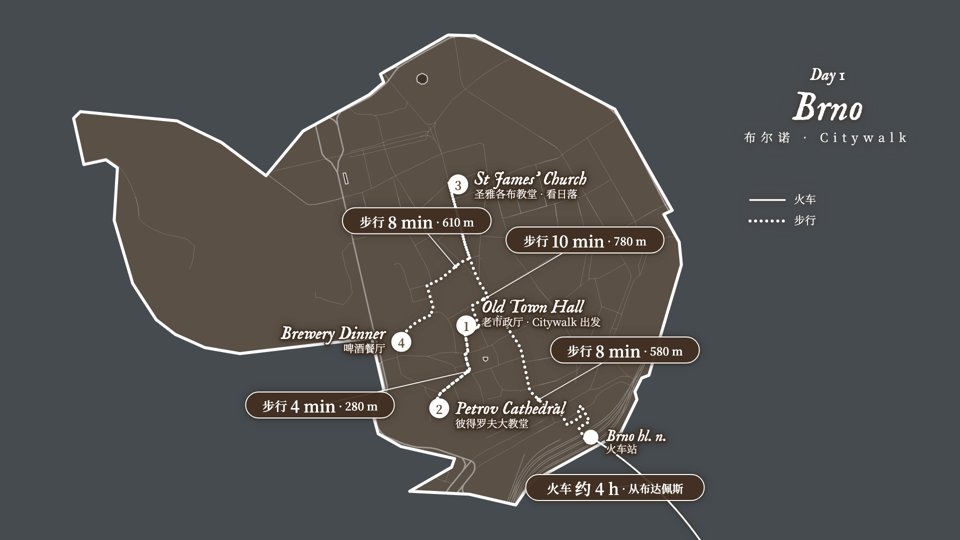 Day 1
Brno
布尔诺 · Citywalk
火车
步行
3
St James' Church
圣雅各布教堂 · 看日落
步行 8 min · 610 m
步行 10 min · 780 m
1
Old Town Hall
老市政厅 · Citywalk 出发
Brewery Dinner
啤酒餐厅
4
步行 8 min · 580 m
步行 4 min · 280 m
2
Petrov Cathedral
彼得罗夫大教堂
Brno hl. n.
火车站
火车 约 4 h · 从布达佩斯